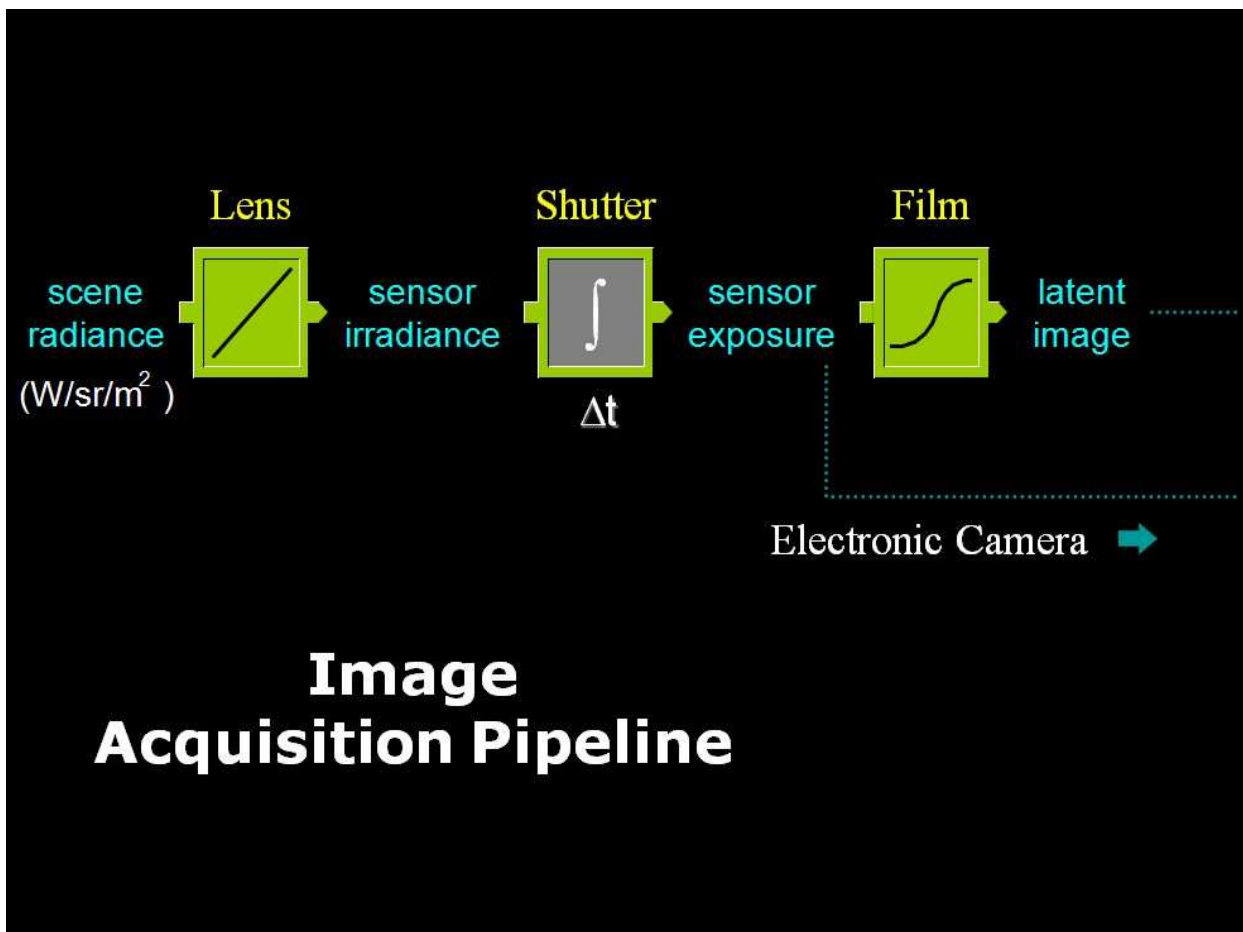 Lens
Shutter
Film
scene
radiance
(W/sr/m² )
sensor
irradiance
∫
Δt
sensor
exposure
latent
image
Electronic Camera
Image
Acquisition Pipeline